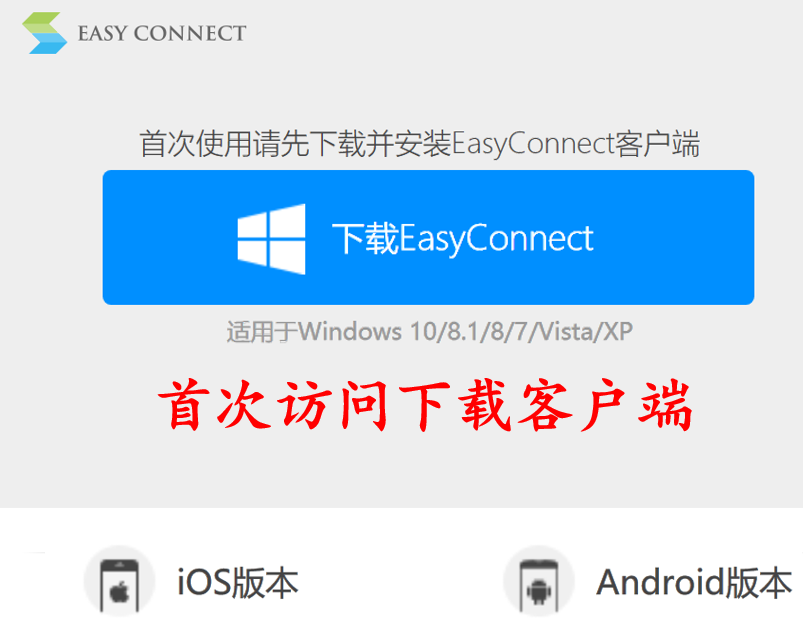 EASY CONNECT
首次使用请先下载并安装EasyConnect客户端
下载EasyConnect
适用于Windows 10/8.1/8/7/Vista/XP
首次访问下载客户端
iOS版本
Android版本